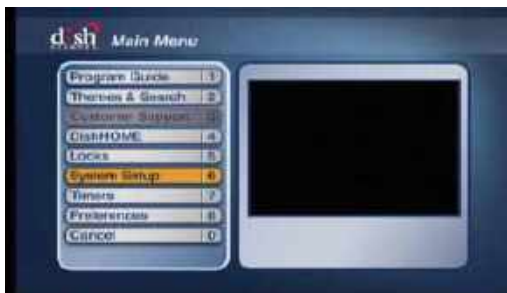 dish Main Menu
NETWORK
Program Guide 1
Themes & Search 2
Customer Support 3
DishHOME 4
Locks 5
System Setup 6
Timers 7
Preferences 8
Cancel 0